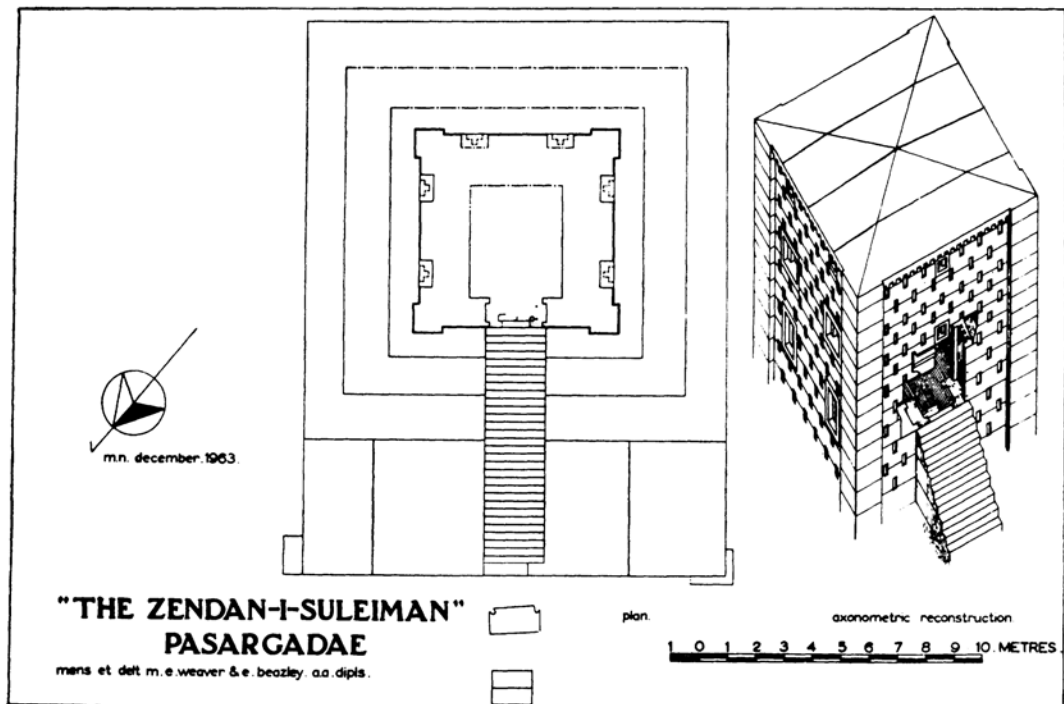 m.n. december.1963.
"THE ZENDAN-I-SULEIMAN"
PASARGADAE
mens et delt m.e.weaver & e.beazley. a.a.dipls.
plan.
axonometric reconstruction.
1 0 1 2 3 4 5 6 7 8 9 10. METRES.